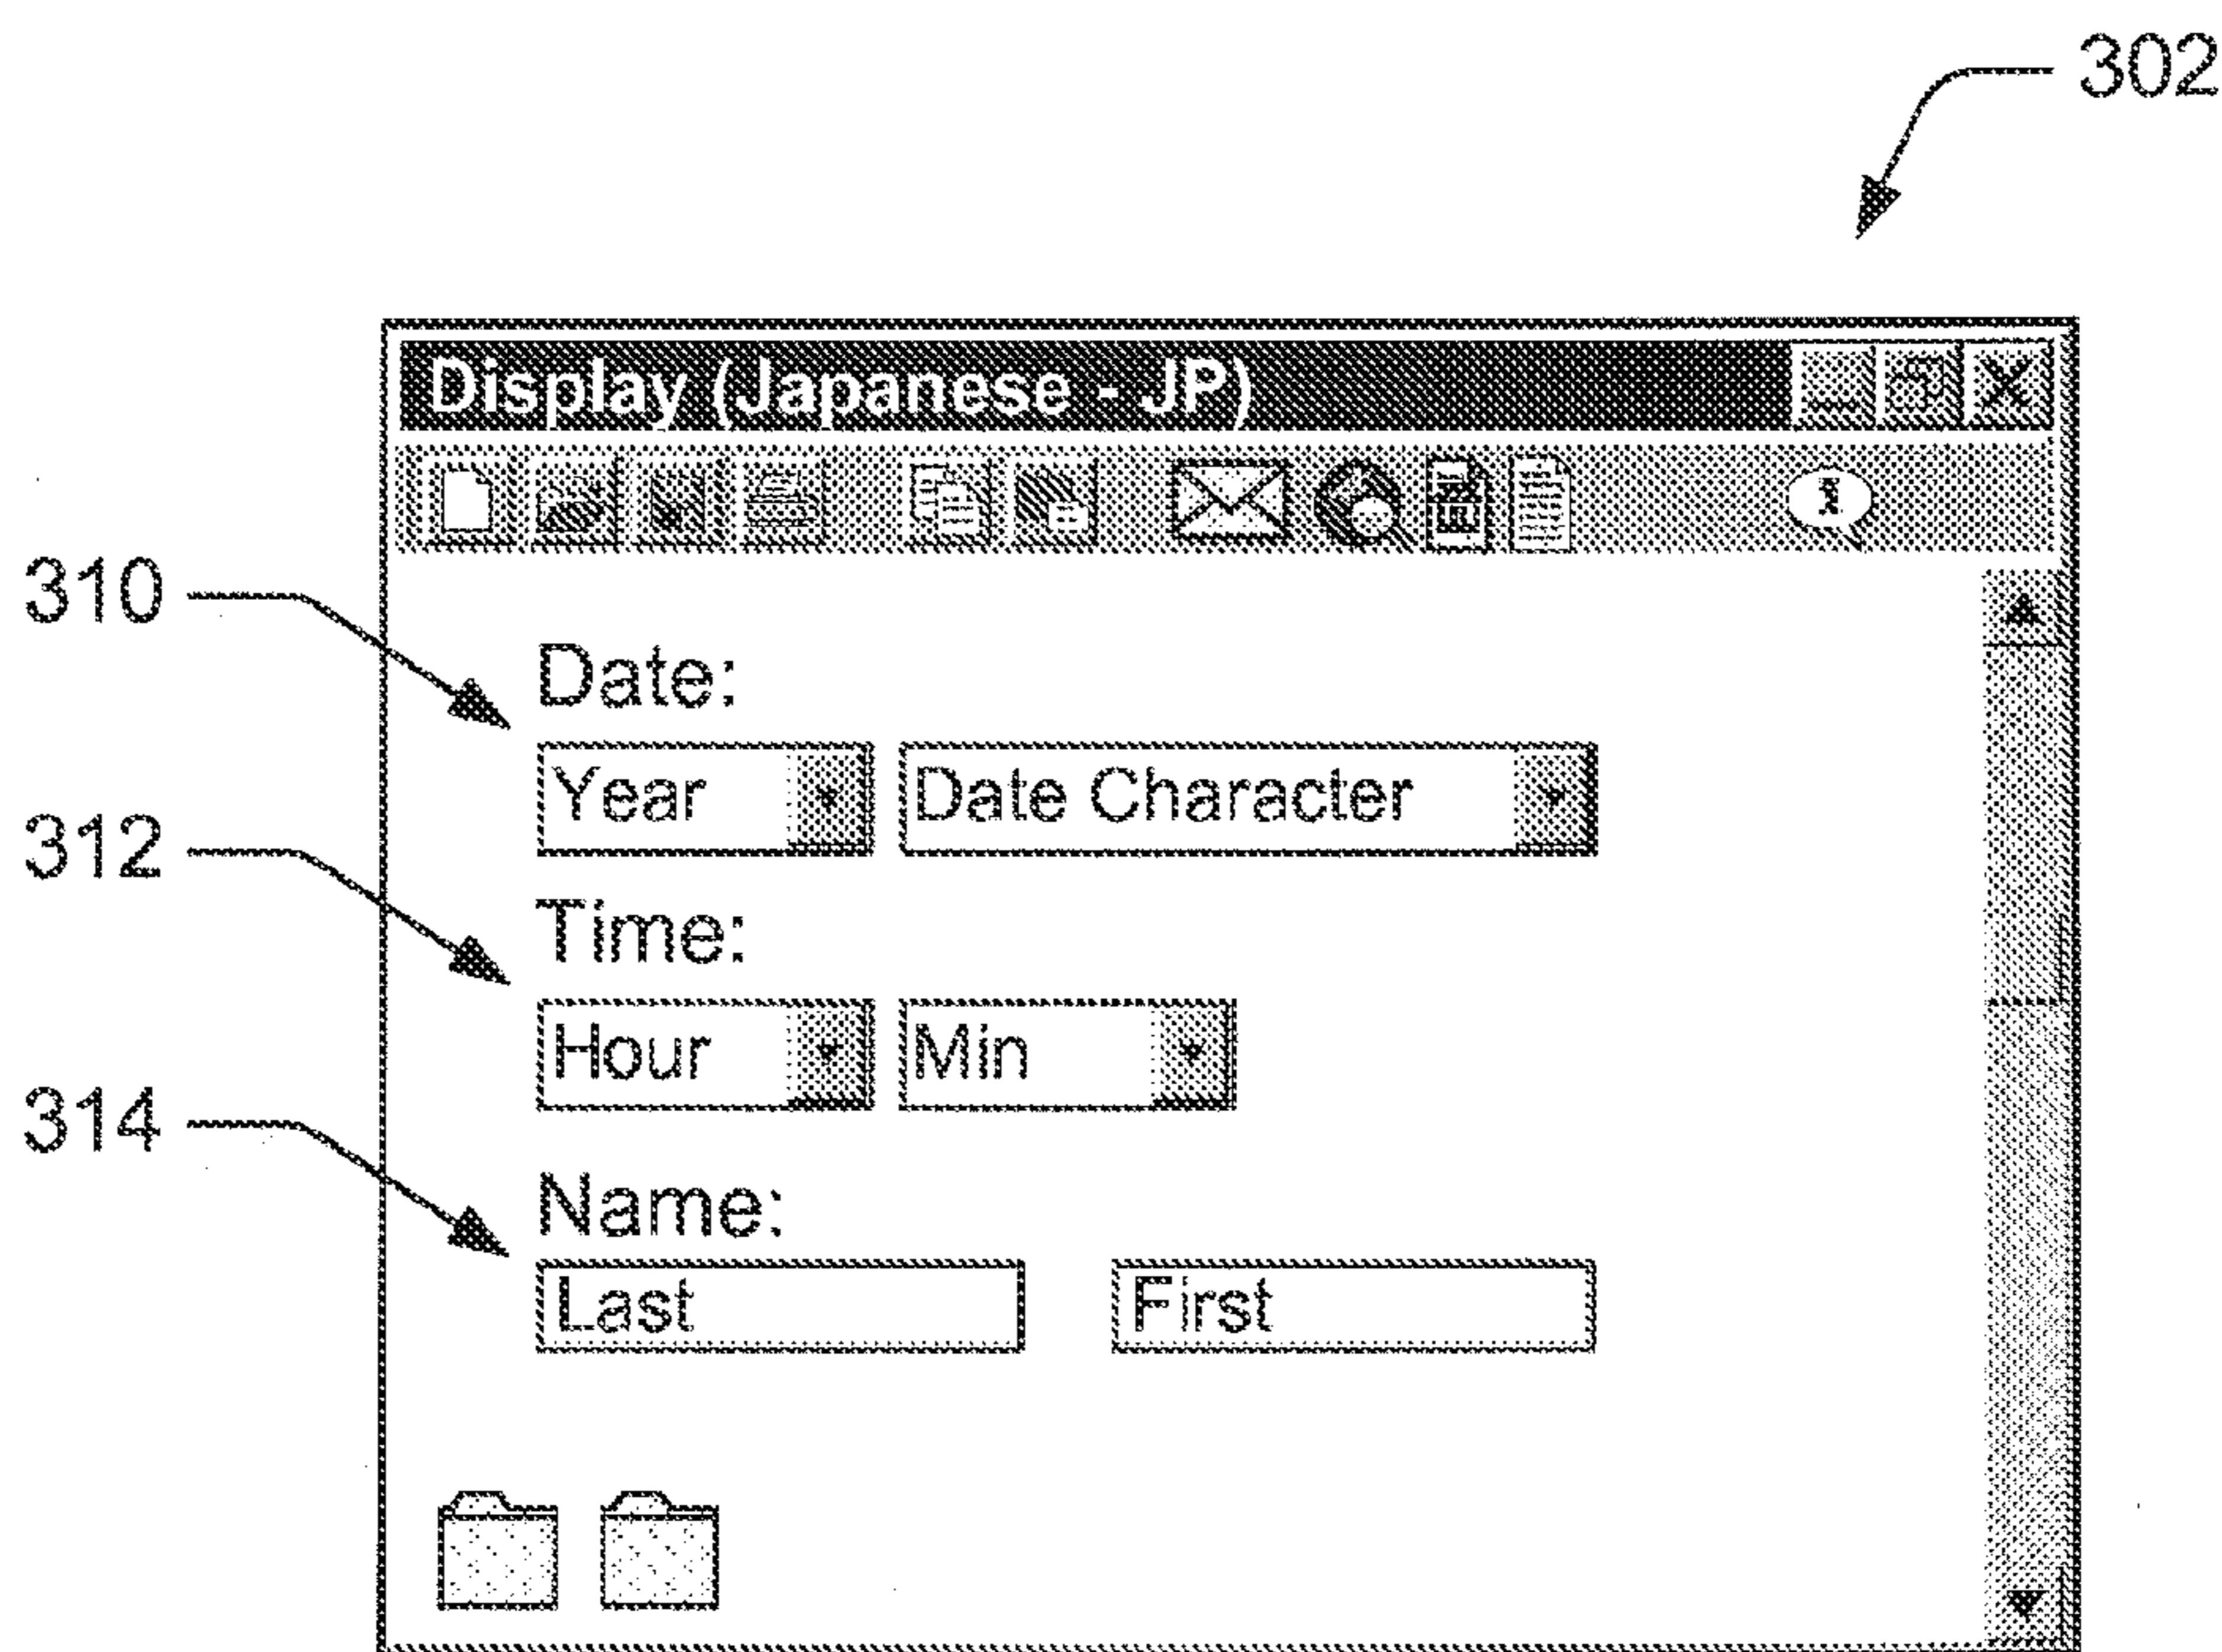 302
Display (Japanese - JP)
310
Date:
Year Date Character
312
Time:
Hour Min
314
Name:
Last First